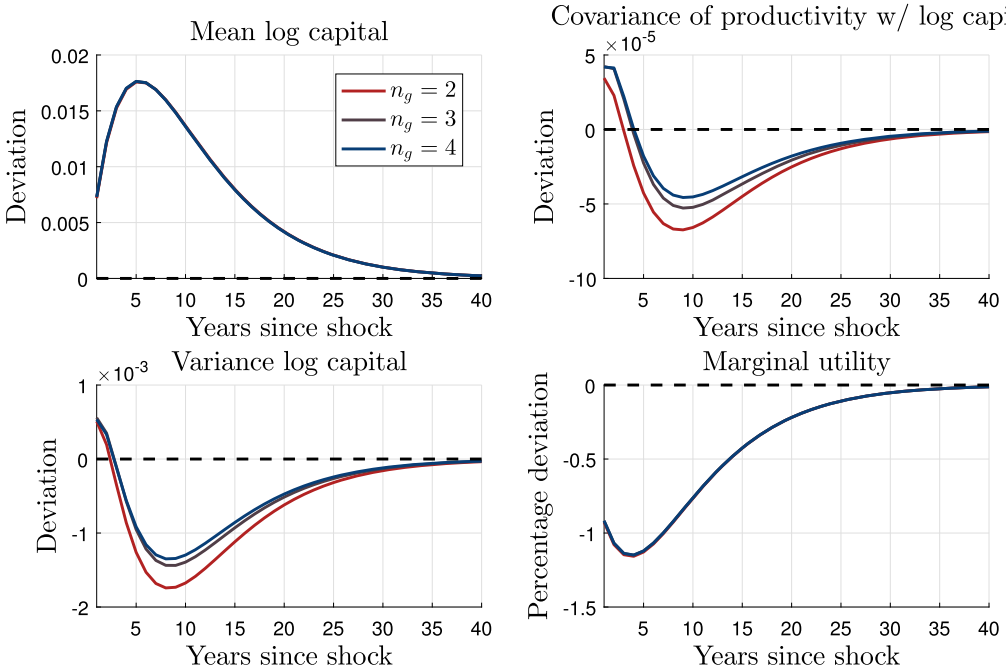 Mean log capital
0.02
0.015
0.01
0.005
0
Deviation
n_g = 2
n_g = 3
n_g = 4
5 10 15 20 25 30 35 40
Years since shock
Covariance of productivity w/ log capi
×10^-5
5
0
-5
-10
Deviation
5 10 15 20 25 30 35 40
Years since shock
Variance log capital
×10^-3
1
0
-1
-2
Deviation
5 10 15 20 25 30 35 40
Years since shock
Marginal utility
0
-0.5
-1
-1.5
Percentage deviation
5 10 15 20 25 30 35 40
Years since shock